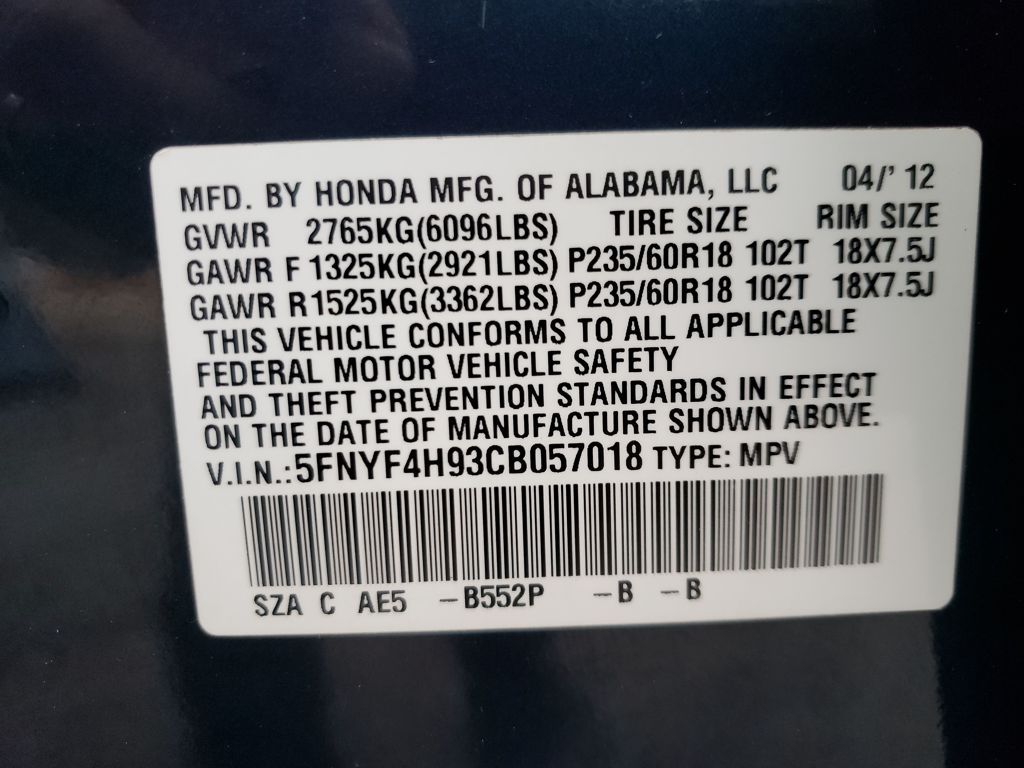 MFD. BY HONDA MFG. OF ALABAMA, LLC 04/' 12
GVWR 2765KG(6096LBS) TIRE SIZE RIM SIZE
GAWR F 1325KG(2921LBS) P235/60R18 102T 18X7.5J
GAWR R1525KG(3362LBS) P235/60R18 102T 18X7.5J
THIS VEHICLE CONFORMS TO ALL APPLICABLE
FEDERAL MOTOR VEHICLE SAFETY
AND THEFT PREVENTION STANDARDS IN EFFECT
ON THE DATE OF MANUFACTURE SHOWN ABOVE.
V.I.N.:5FNYF4H93CB057018 TYPE: MPV
SZA C AE5 –B552P –B –B